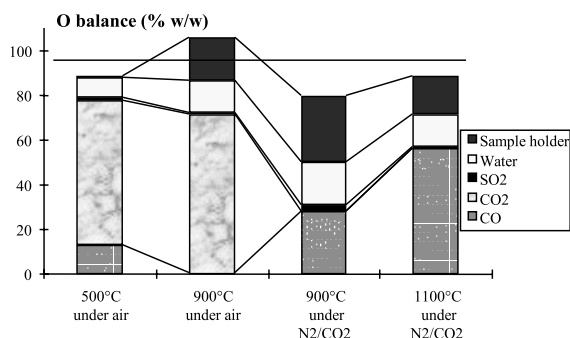 O balance (% w/w)
100
80
60
40
20
0
Sample holder
Water
SO2
CO2
CO
500°C
under air
900°C
under air
900°C
under
N2/CO2
1100°C
under
N2/CO2